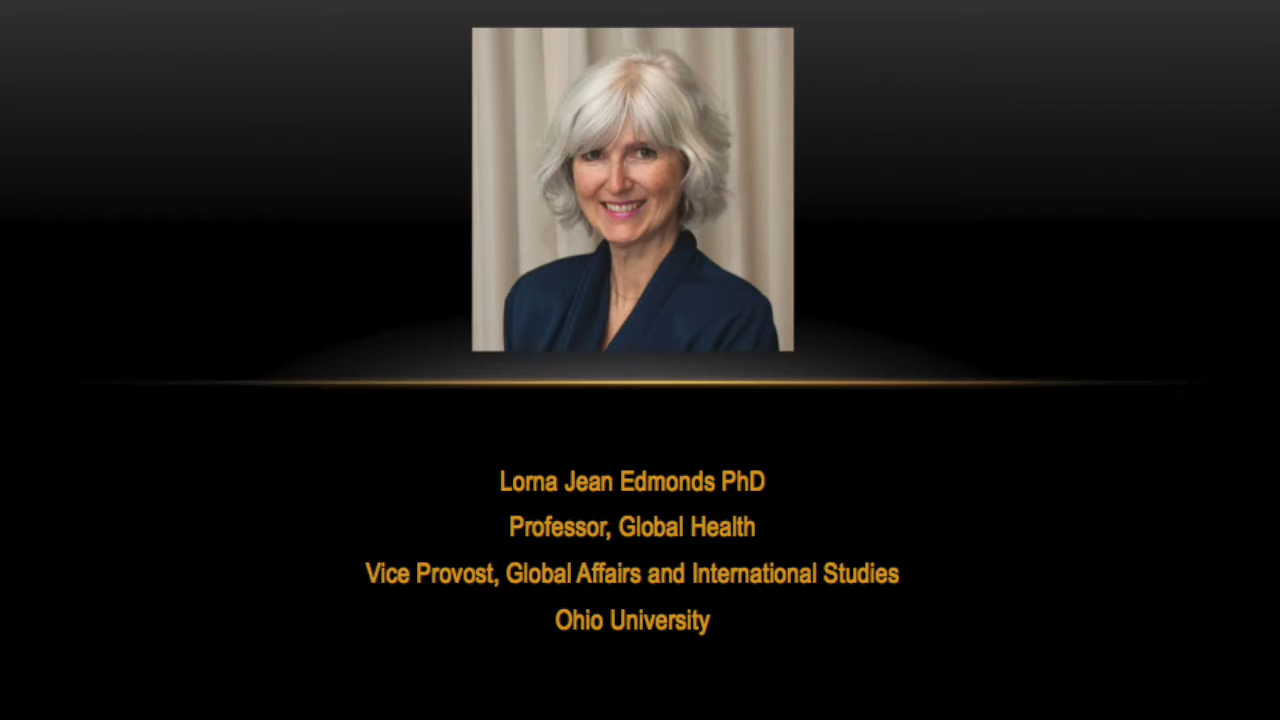 Lorna Jean Edmonds PhD
Professor, Global Health
Vice Provost, Global Affairs and International Studies
Ohio University